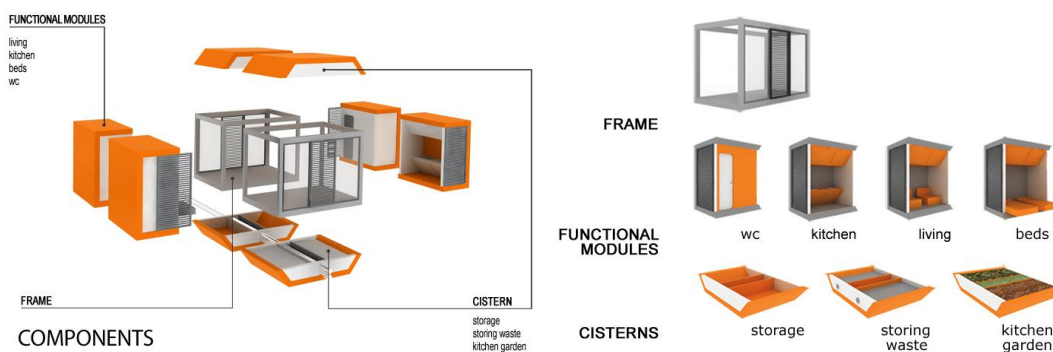 FUNCTIONAL MODULES
living
kitchen
beds
wc
FRAME
COMPONENTS
CISTERN
storage
storing waste
kitchen garden
FRAME
FUNCTIONAL
MODULES
wc
kitchen
living
beds
CISTERNS
storage
storing
waste
kitchen
garden